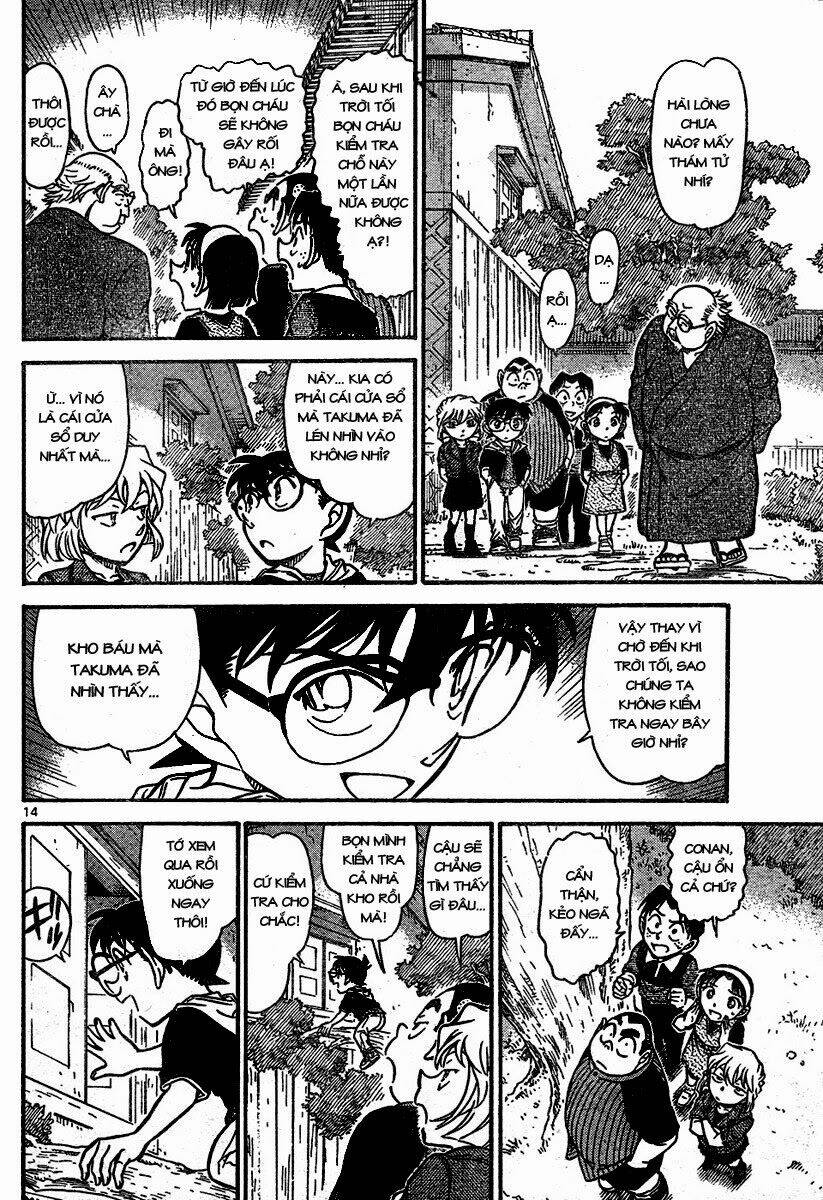 HÀI LÒNG
CHƯA
NÀO? MẤY
THÁM TỬ
NHÍ?
DẠ
...
RỒI
Ạ...
À, SAU KHI
TRỜI TỐI
BỌN CHÁU
KIỂM TRA
CHỖ NÀY
MỘT LẦN
NỮA ĐƯỢC
KHÔNG
Ạ?!
TỪ GIỜ ĐẾN LÚC
ĐÓ BỌN CHÁU
SẼ KHÔNG
GÂY RỐI
ĐÂU Ạ!
ĐI
MÀ
ÔNG!
ÂY
CHÀ
...
THÔI
ĐƯỢC
RỒI...
NÀY... KIA CÓ
PHẢI CÁI CỬA SỔ
MÀ TAKUMA ĐÃ
LÉN NHÌN VÀO
KHÔNG NHỈ?
Ừ... VÌ NÓ
LÀ CÁI CỬA
SỔ DUY
NHẤT MÀ...
VẬY THAY VÌ
CHỜ ĐẾN KHI
TRỜI TỐI, SAO
CHÚNG TA
KHÔNG KIỂM
TRA NGAY BÂY
GIỜ NHỈ?
KHO BÁU MÀ
TAKUMA ĐÃ
NHÌN THẤY...
14
CONAN,
CẬU ỔN
CẢ CHỨ?
CẨN
THẬN,
KẺO NGÃ
ĐẤY...
CẬU SẼ
CHẲNG
TÌM THẤY
GÌ ĐÂU...
BỌN MÌNH
KIỂM TRA
CẢ NHÀ
KHO RỒI
MÀ!
CỨ KIỂM
TRA CHO
CHẮC!
TỚ XEM
QUA RỒI
XUỐNG
NGAY
THÔI!